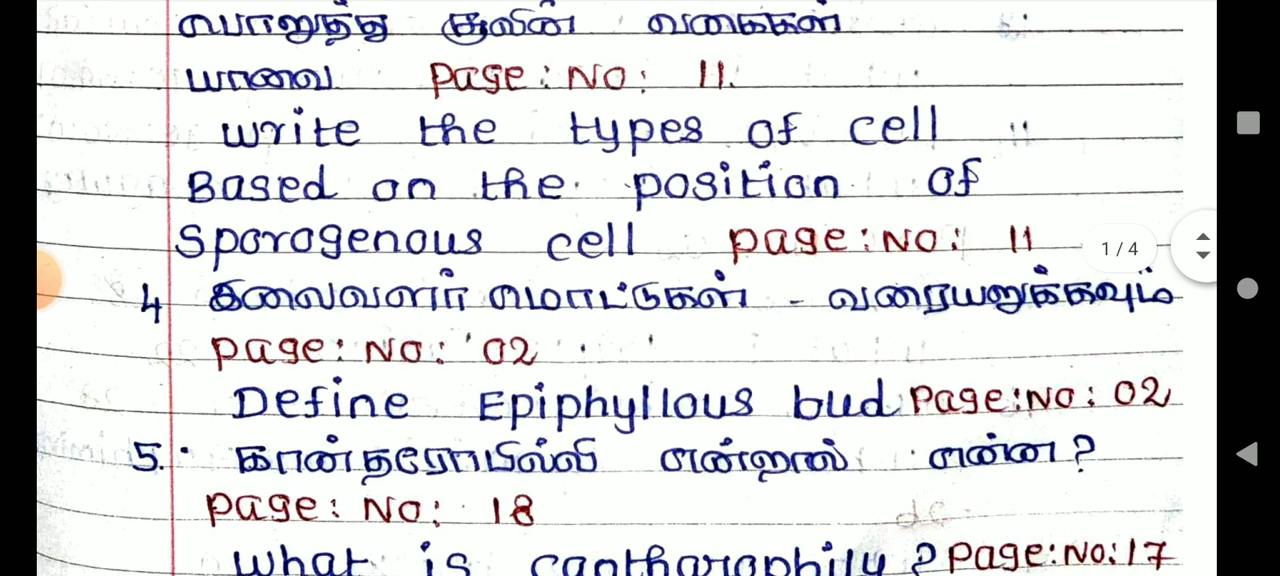 பொறுத்து சூலின் வகைகள்
யாவை Page: No: 11.
Write the types of cell "
Based on the position of
Sporogenous cell page: No: 11
1 / 4
4 இலைவளர் மொட்டுகள் - வரையறுக்கவும்
page: No: 02
Define Epiphyllous bud Page: No: 02
5. கான்தரோபில்லி என்றால் என்ன?
page: No: 18
What is cantharophily? Page: No: 17